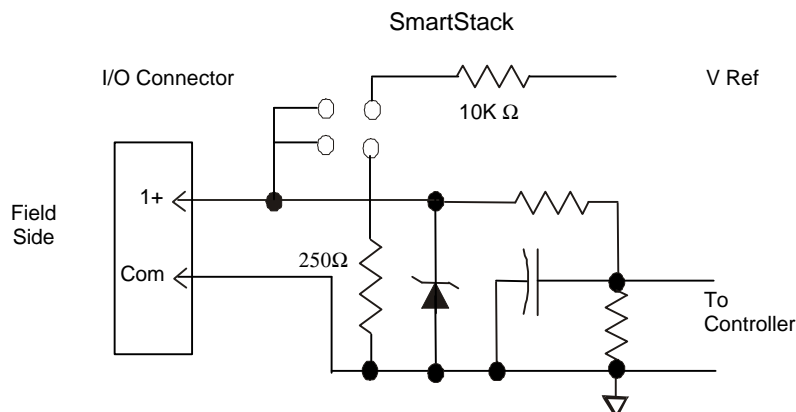 SmartStack
I/O Connector
V Ref
10K Ω
1+
Field
Side
250Ω
Com
To
Controller